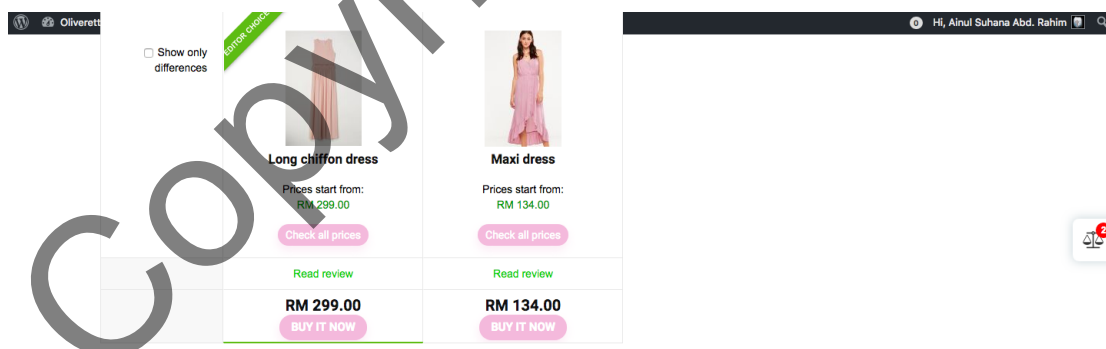 Oliverett
0 Hi, Ainul Suhana Abd. Rahim
Show only
differences
EDITOR CHOICE
Long chiffon dress
Maxi dress
Prices start from:
Prices start from:
RM 299.00
RM 134.00
Check all prices
Check all prices
2
Read review
Read review
RM 299.00
RM 134.00
BUY IT NOW
BUY IT NOW
Copy